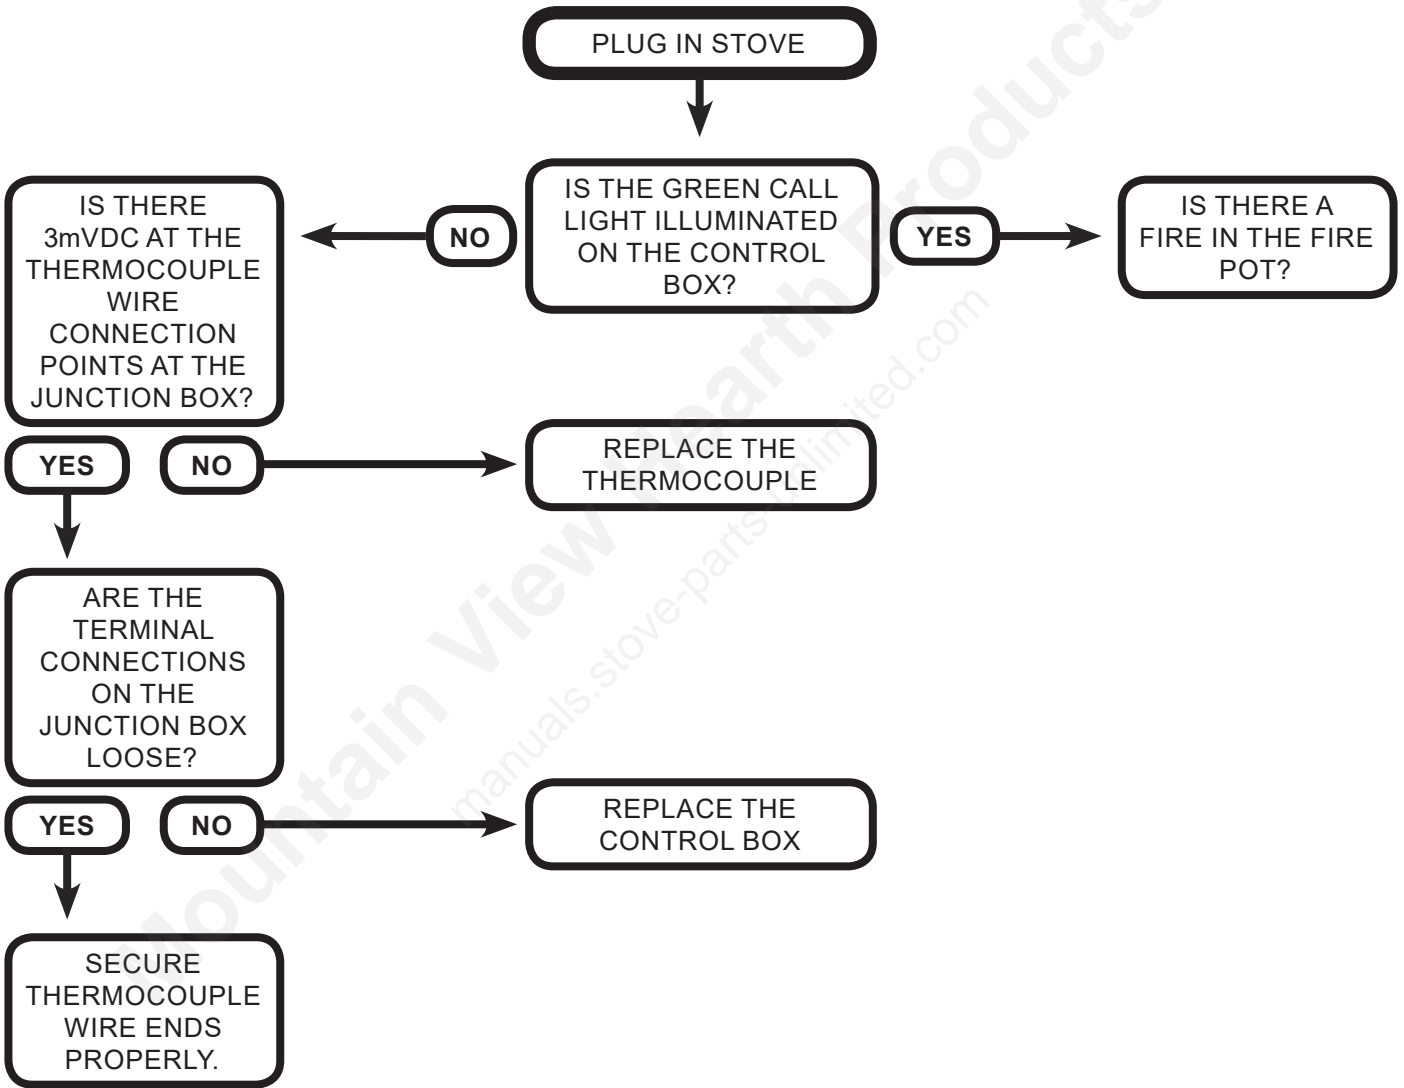 PLUG IN STOVE
IS THE GREEN CALL
LIGHT ILLUMINATED
ON THE CONTROL
BOX?
NO
YES
IS THERE
3mVDC AT THE
THERMOCOUPLE
WIRE
CONNECTION
POINTS AT THE
JUNCTION BOX?
IS THERE A
FIRE IN THE FIRE
POT?
YES
NO
REPLACE THE
THERMOCOUPLE
ARE THE
TERMINAL
CONNECTIONS
ON THE
JUNCTION BOX
LOOSE?
YES
NO
REPLACE THE
CONTROL BOX
SECURE
THERMOCOUPLE
WIRE ENDS
PROPERLY.
Mountain View Hearth Products
manuals.stove-parts-unlimited.com